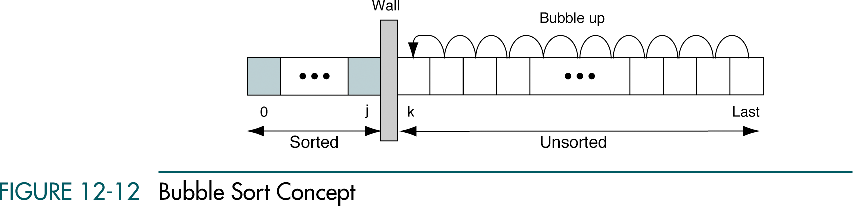 Wall
Bubble up
0 j k Last
Sorted Unsorted
FIGURE 12-12 Bubble Sort Concept